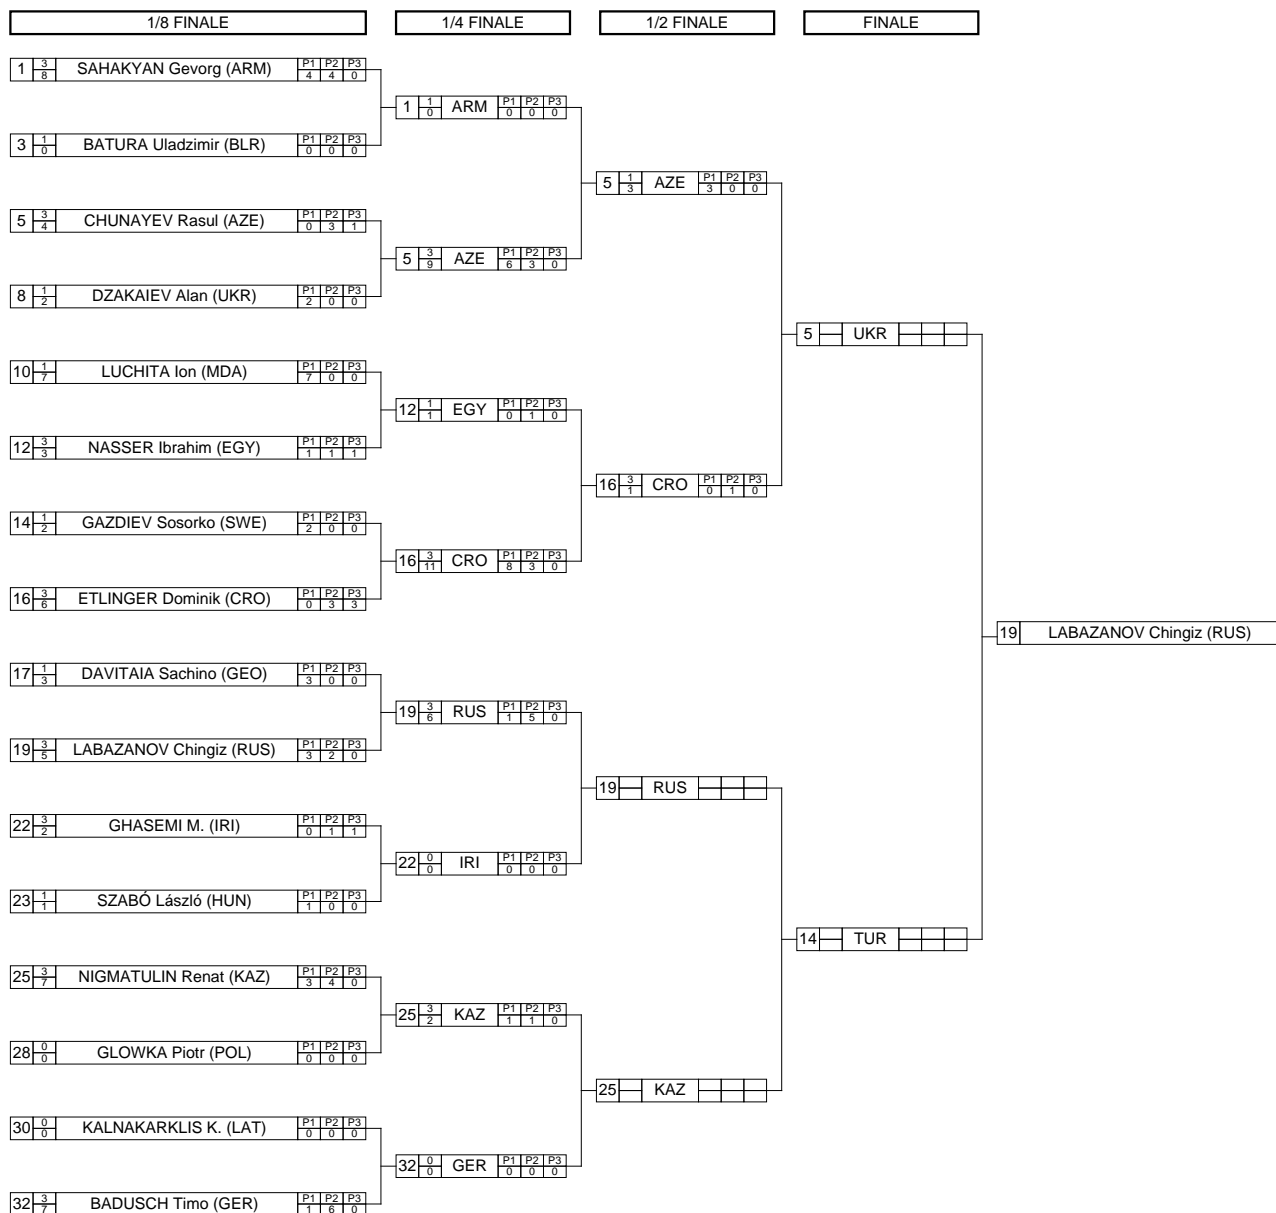 1/8 FINALE 1/4 FINALE 1/2 FINALE FINALE
1 3 8 SAHAKYAN Gevorg (ARM) P1 P2 P3 4 4 0
1 1 0 ARM P1 P2 P3 0 0 0
3 1 0 BATURA Uladzimir (BLR) P1 P2 P3 0 0 0
5 1 3 AZE P1 P2 P3 3 0 0
5 3 4 CHUNAYEV Rasul (AZE) P1 P2 P3 0 3 1
5 3 9 AZE P1 P2 P3 6 3 0
8 1 2 DZAKAIEV Alan (UKR) P1 P2 P3 2 0 0
5 UKR
10 1 7 LUCHITA Ion (MDA) P1 P2 P3 7 0 0
12 1 1 EGY P1 P2 P3 0 1 0
12 3 3 NASSER Ibrahim (EGY) P1 P2 P3 1 1 1
16 3 1 CRO P1 P2 P3 0 1 0
14 1 2 GAZDIEV Sosorko (SWE) P1 P2 P3 2 0 0
16 3 11 CRO P1 P2 P3 8 3 0
16 3 6 ETLINGER Dominik (CRO) P1 P2 P3 0 3 3
19 LABAZANOV Chingiz (RUS)
17 1 3 DAVITAIA Sachino (GEO) P1 P2 P3 3 0 0
19 3 6 RUS P1 P2 P3 1 5 0
19 3 5 LABAZANOV Chingiz (RUS) P1 P2 P3 3 2 0
19 RUS
22 3 2 GHASEMI M. (IRI) P1 P2 P3 0 1 1
22 0 0 IRI P1 P2 P3 0 0 0
23 1 1 SZABÓ László (HUN) P1 P2 P3 1 0 0
14 TUR
25 3 7 NIGMATULIN Renat (KAZ) P1 P2 P3 3 4 0
25 3 2 KAZ P1 P2 P3 1 1 0
28 0 0 GLOWKA Piotr (POL) P1 P2 P3 0 0 0
25 KAZ
30 0 0 KALNAKARKLIS K. (LAT) P1 P2 P3 0 0 0
32 0 0 GER P1 P2 P3 0 0 0
32 3 7 BADUSCH Timo (GER) P1 P2 P3 1 6 0